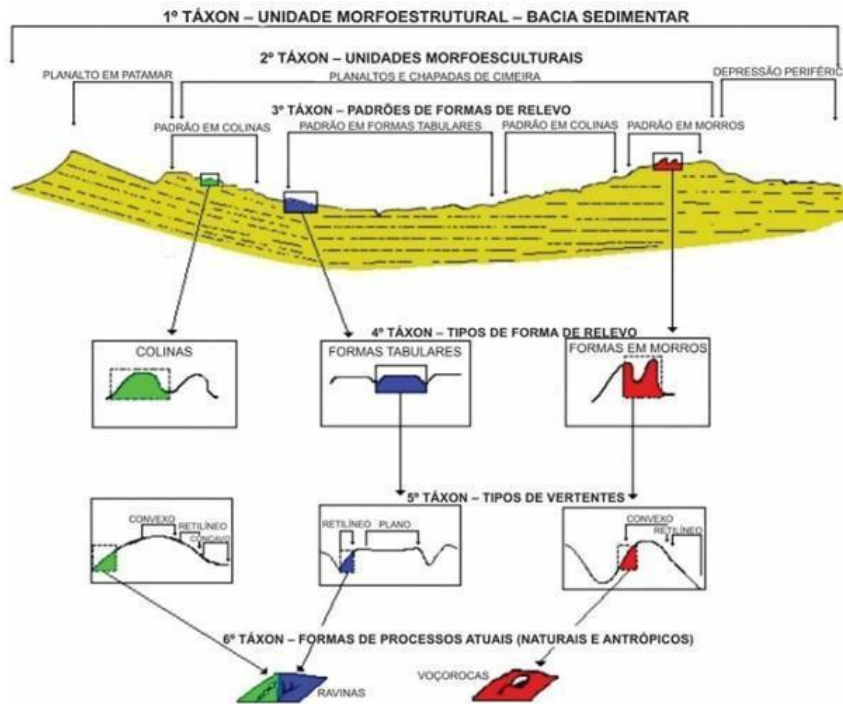 1º TÁXON – UNIDADE MORFOESTRUTURAL – BACIA SEDIMENTAR
2º TÁXON – UNIDADES MORFOESCULTURAIS
PLANALTO EM PATAMAR
PLANALTOS E CHAPADAS DE CIMEIRA
DEPRESSÃO PERIFÉRIC
3º TÁXON – PADRÕES DE FORMAS DE RELEVO
PADRÃO EM COLINAS
PADRÃO EM FORMAS TABULARES
PADRÃO EM COLINAS
PADRÃO EM MORROS
4º TÁXON – TIPOS DE FORMA DE RELEVO
COLINAS
FORMAS TABULARES
FORMAS EM MORROS
5º TÁXON – TIPOS DE VERTENTES
CONVEXO
RETILÍNEO
CONCAVO
RETILÍNEO
PLANO
CONVEXO
RETILÍNEO
6º TÁXON – FORMAS DE PROCESSOS ATUAIS (NATURAIS E ANTRÓPICOS)
RAVINAS
VOÇOROCAS